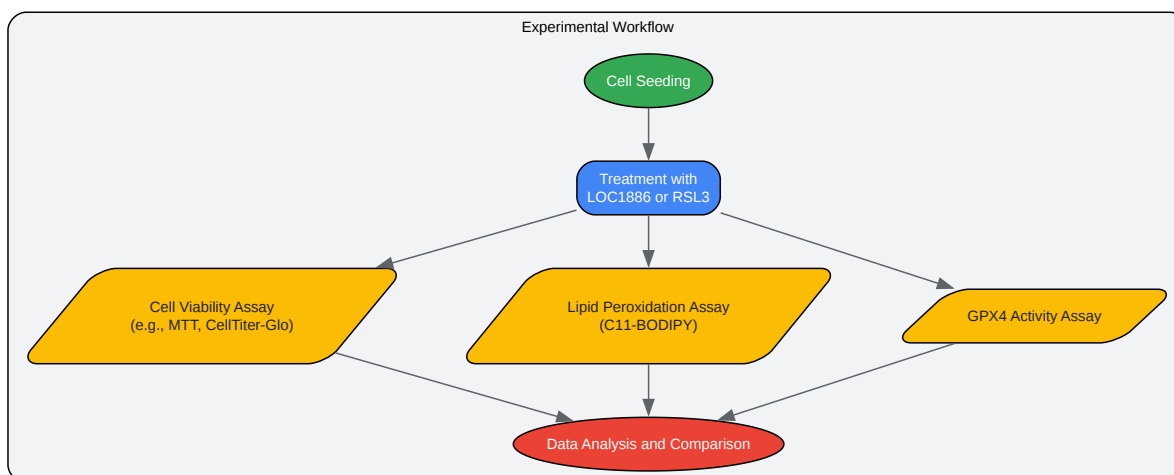 Experimental Workflow
Cell Seeding
Treatment with
LOC1886 or RSL3
Cell Viability Assay
(e.g., MTT, CellTiter-Glo)
Lipid Peroxidation Assay
(C11-BODIPY)
GPX4 Activity Assay
Data Analysis and Comparison